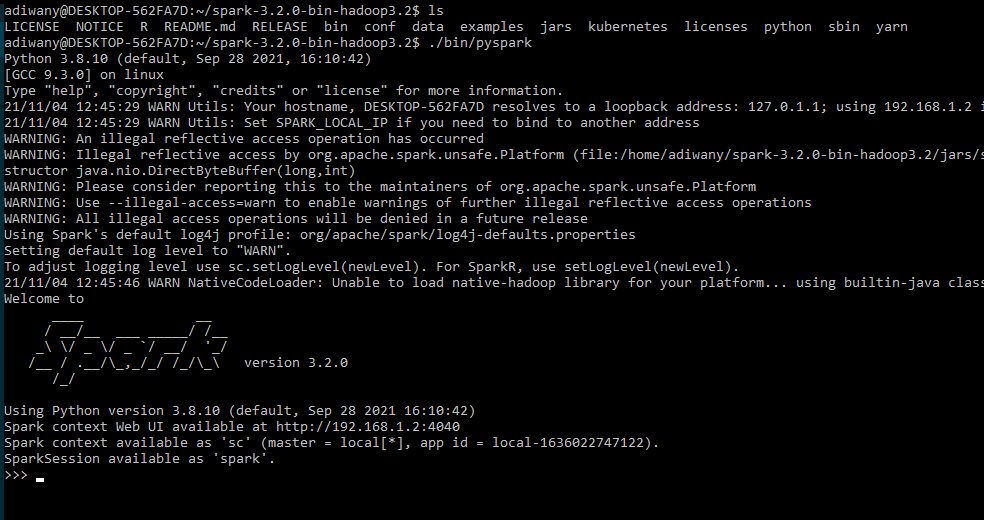 adiwany@DESKTOP-562FA7D:~/spark-3.2.0-bin-hadoop3.2$ ls
LICENSE  NOTICE  R  README.md  RELEASE  bin  conf  data  examples  jars  kubernetes  licenses  python  sbin  yarn
adiwany@DESKTOP-562FA7D:~/spark-3.2.0-bin-hadoop3.2$ ./bin/pyspark
Python 3.8.10 (default, Sep 28 2021, 16:10:42)
[GCC 9.3.0] on linux
Type "help", "copyright", "credits" or "license" for more information.
21/11/04 12:45:29 WARN Utils: Your hostname, DESKTOP-562FA7D resolves to a loopback address: 127.0.1.1; using 192.168.1.2 i
21/11/04 12:45:29 WARN Utils: Set SPARK_LOCAL_IP if you need to bind to another address
WARNING: An illegal reflective access operation has occurred
WARNING: Illegal reflective access by org.apache.spark.unsafe.Platform (file:/home/adiwany/spark-3.2.0-bin-hadoop3.2/jars/s
structor java.nio.DirectByteBuffer(long,int)
WARNING: Please consider reporting this to the maintainers of org.apache.spark.unsafe.Platform
WARNING: Use --illegal-access=warn to enable warnings of further illegal reflective access operations
WARNING: All illegal access operations will be denied in a future release
Using Spark's default log4j profile: org/apache/spark/log4j-defaults.properties
Setting default log level to "WARN".
To adjust logging level use sc.setLogLevel(newLevel). For SparkR, use setLogLevel(newLevel).
21/11/04 12:45:46 WARN NativeCodeLoader: Unable to load native-hadoop library for your platform... using builtin-java clas
Welcome to
Spark version 3.2.0
Using Python version 3.8.10 (default, Sep 28 2021 16:10:42)
Spark context Web UI available at http://192.168.1.2:4040
Spark context available as 'sc' (master = local[*], app id = local-1636022747122).
SparkSession available as 'spark'.
>>>